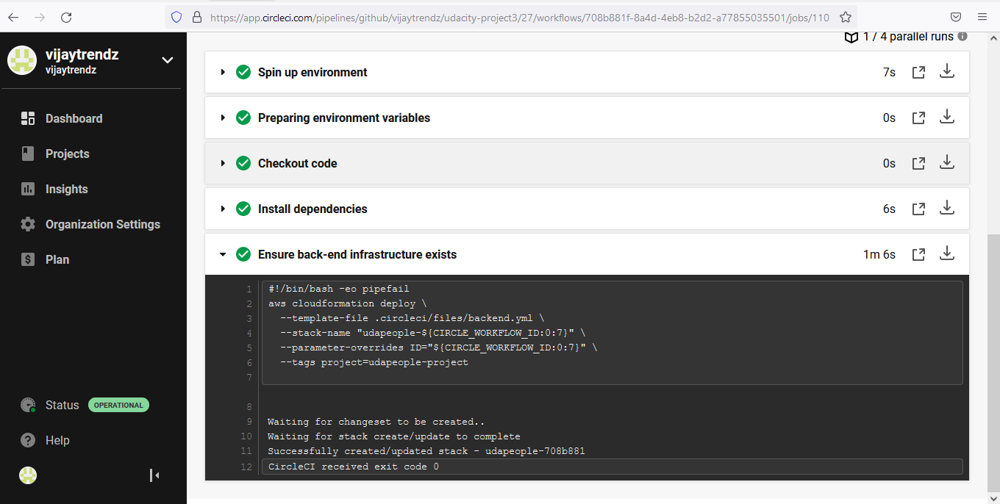 https://app.circleci.com/pipelines/github/vijaytrendz/udacity-project3/27/workflows/708b881f-8a4d-4eb8-b2d2-a77855035501/jobs/110
vijaytrendz
vijaytrendz
Dashboard
Projects
Insights
Organization Settings
Plan
Status OPERATIONAL
Help
1 / 4 parallel runs
Spin up environment 7s
Preparing environment variables 0s
Checkout code 0s
Install dependencies 6s
Ensure back-end infrastructure exists 1m 6s
1 #!/bin/bash -eo pipefail
2 aws cloudformation deploy \
3 --template-file .circleci/files/backend.yml \
4 --stack-name "udapeople-${CIRCLE_WORKFLOW_ID:0:7}" \
5 --parameter-overrides ID="${CIRCLE_WORKFLOW_ID:0:7}" \
6 --tags project=udapeople-project
7
8
9 Waiting for changeset to be created..
10 Waiting for stack create/update to complete
11 Successfully created/updated stack - udapeople-708b881
12 CircleCI received exit code 0